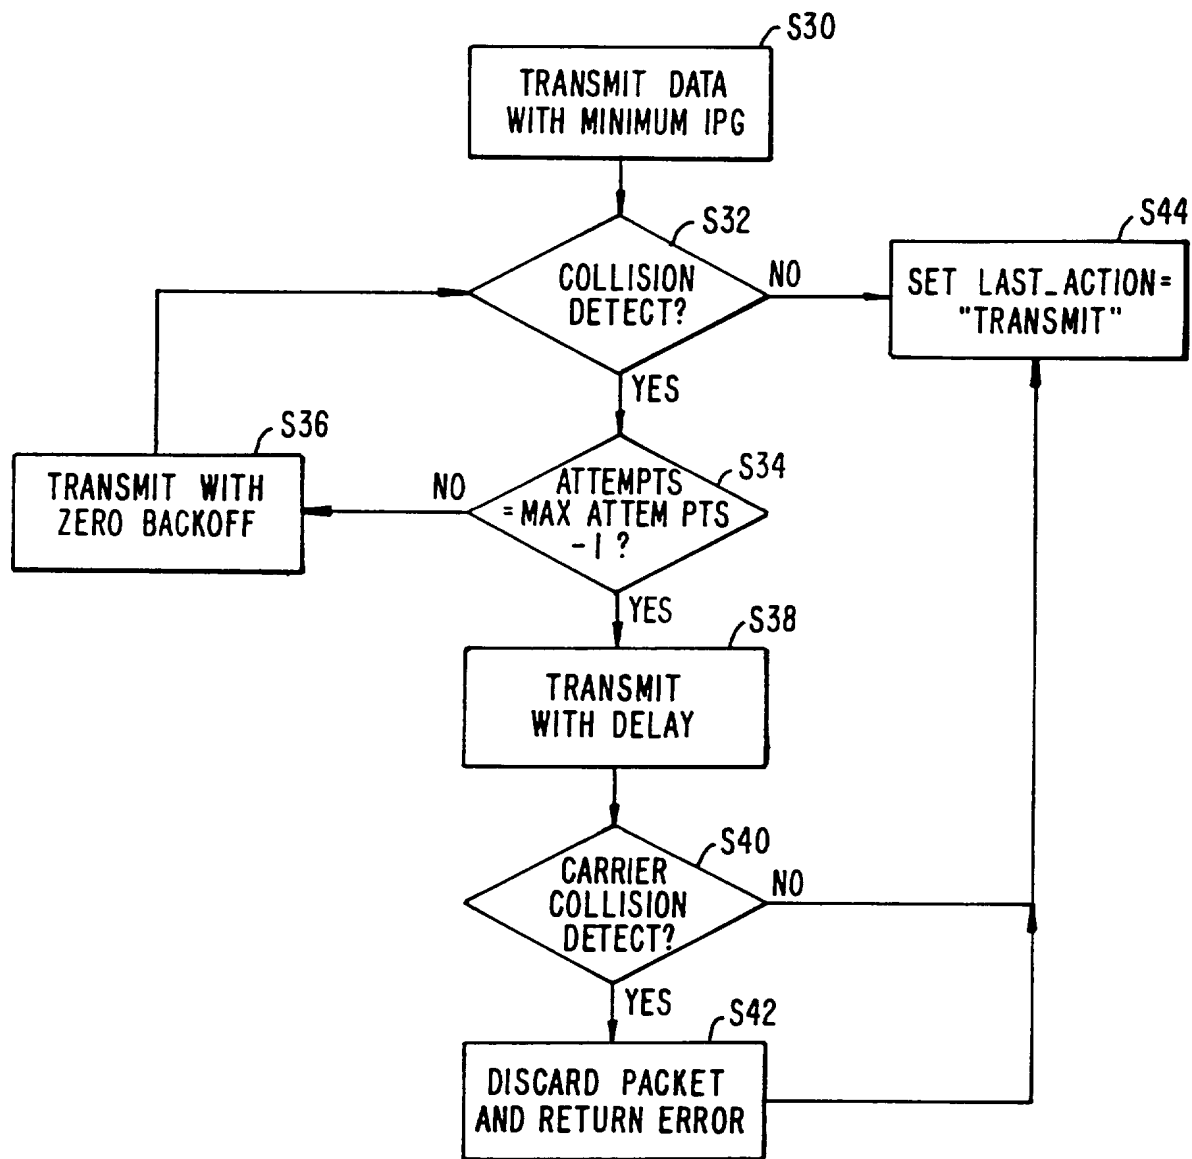 S30
TRANSMIT DATA
WITH MINIMUM IPG
S32
COLLISION
DETECT?
NO
YES
S44
SET LAST_ACTION=
"TRANSMIT"
S36
TRANSMIT WITH
ZERO BACKOFF
NO
S34
ATTEMPTS
=MAX ATTEM PTS
-1 ?
YES
S38
TRANSMIT
WITH DELAY
S40
CARRIER
COLLISION
DETECT?
NO
YES
S42
DISCARD PACKET
AND RETURN ERROR